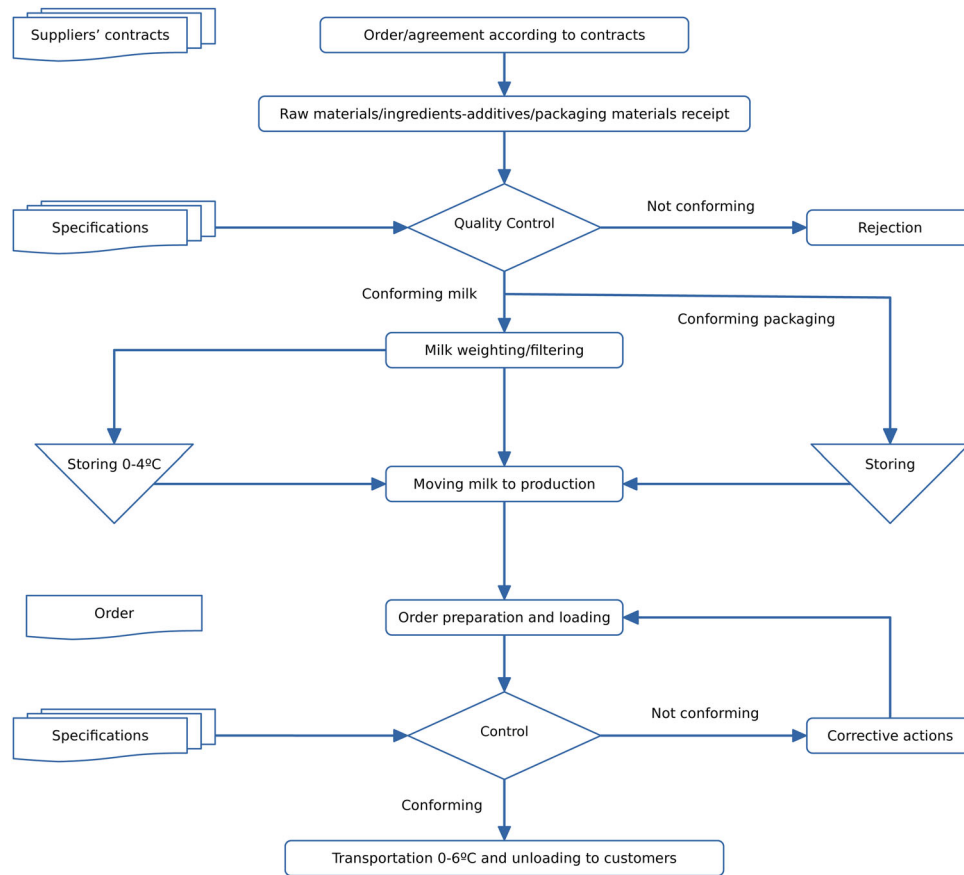 Suppliers’ contracts
Order/agreement according to contracts
Raw materials/ingredients-additives/packaging materials receipt
Specifications
Quality Control
Not conforming
Rejection
Conforming milk
Conforming packaging
Milk weighting/filtering
Storing 0-4ºC
Moving milk to production
Storing
Order
Order preparation and loading
Specifications
Control
Not conforming
Corrective actions
Conforming
Transportation 0-6ºC and unloading to customers